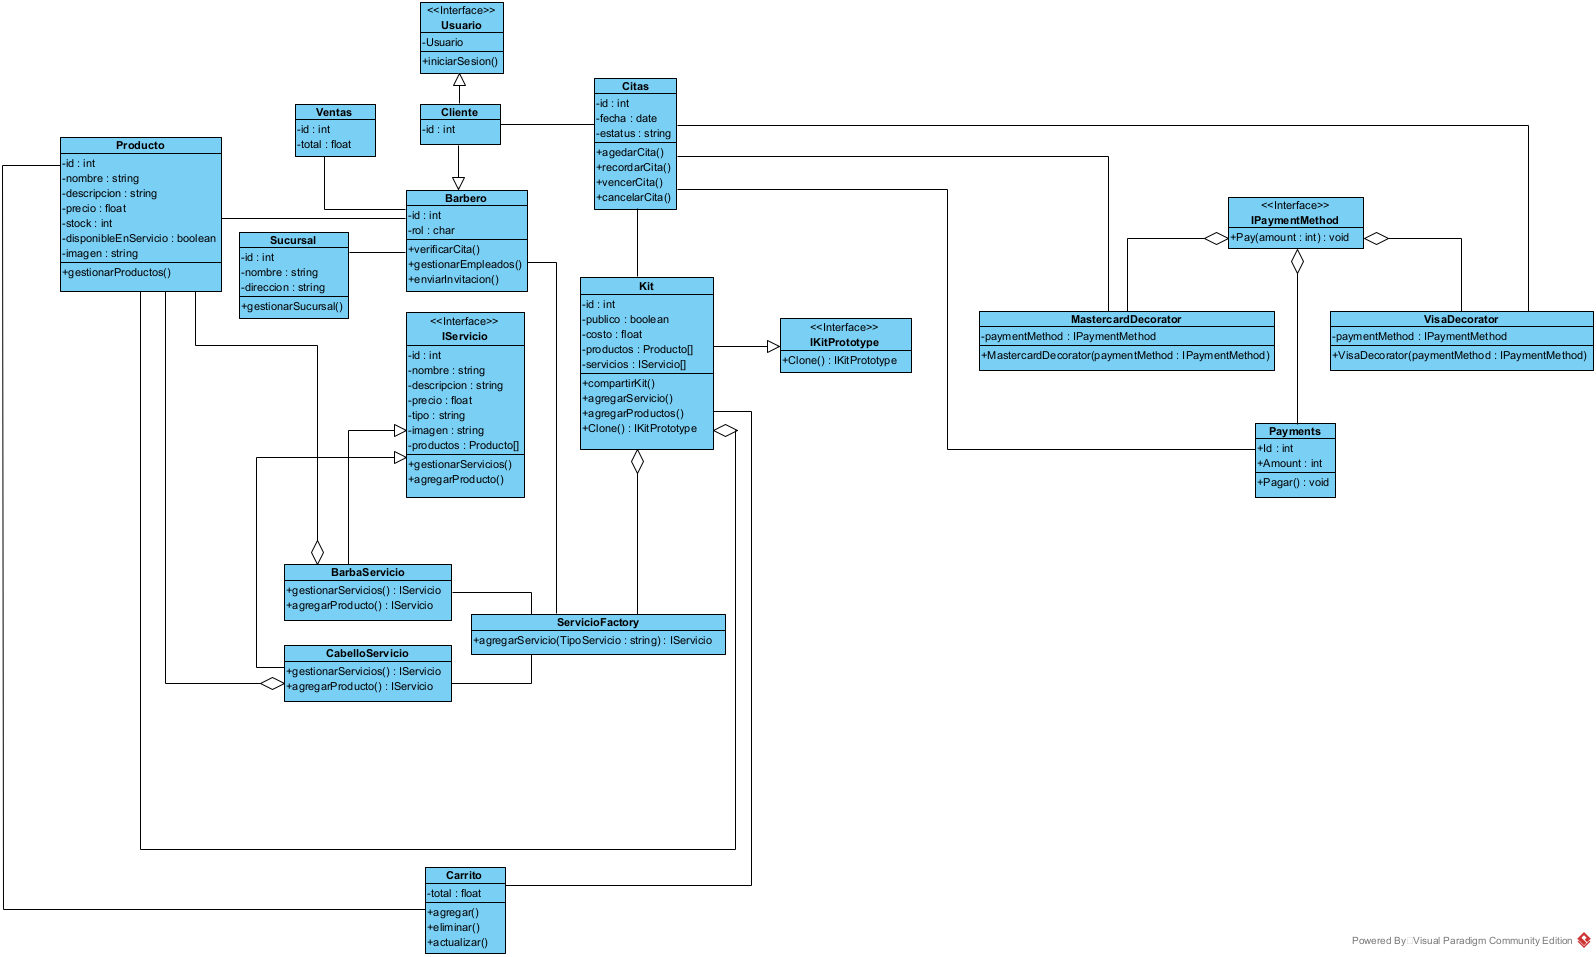 <<Interface>>
Usuario
-Usuario
+iniciarSesion()
Ventas
-id : int
-total : float
Cliente
-id : int
Citas
-id : int
-fecha : date
-estatus : string
+agedarCita()
+recordarCita()
+vencerCita()
+cancelarCita()
Producto
-id : int
-nombre : string
-descripcion : string
-precio : float
-stock : int
-disponibleEnServicio : boolean
-imagen : string
+gestionarProductos()
Sucursal
-id : int
-nombre : string
-direccion : string
+gestionarSucursal()
Barbero
-id : int
-rol : char
+verificarCita()
+gestionarEmpleados()
+enviarInvitacion()
<<Interface>>
IPaymentMethod
+Pay(amount : int) : void
<<Interface>>
IServicio
-id : int
-nombre : string
-descripcion : string
-precio : float
-tipo : string
-imagen : string
-productos : Producto[]
+gestionarServicios()
+agregarProducto()
Kit
-id : int
-publico : boolean
-costo : float
-productos : Producto[]
-servicios : IServicio[]
+compartirKit()
+agregarServicio()
+agregarProductos()
+Clone() : IKitPrototype
<<Interface>>
IKitPrototype
+Clone() : IKitPrototype
MastercardDecorator
-paymentMethod : IPaymentMethod
+MastercardDecorator(paymentMethod : IPaymentMethod)
VisaDecorator
-paymentMethod : IPaymentMethod
+VisaDecorator(paymentMethod : IPaymentMethod)
Payments
+Id : int
+Amount : int
+Pagar() : void
BarbaServicio
+gestionarServicios() : IServicio
+agregarProducto() : IServicio
ServicioFactory
+agregarServicio(TipoServicio : string) : IServicio
CabelloServicio
+gestionarServicios() : IServicio
+agregarProducto() : IServicio
Carrito
-total : float
+agregar()
+eliminar()
+actualizar()
Powered By Visual Paradigm Community Edition